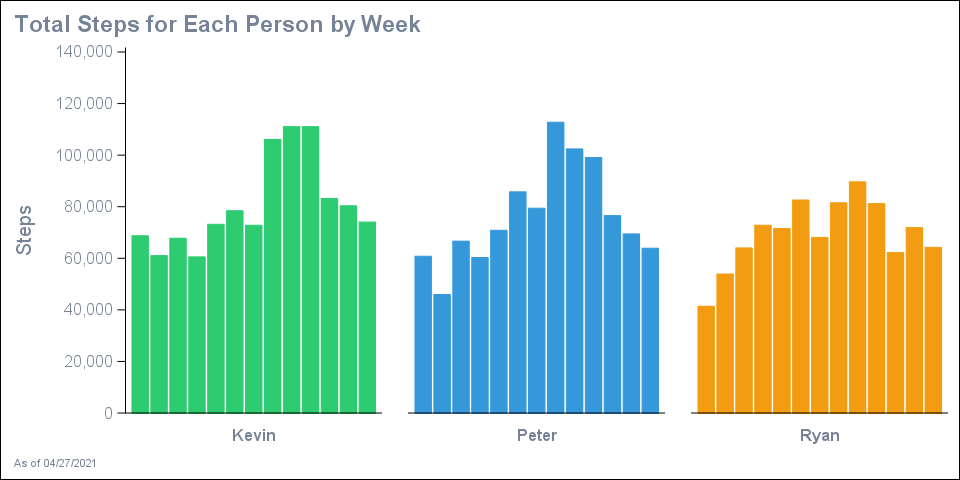 Total Steps for Each Person by Week
140,000
120,000
100,000
80,000
60,000
40,000
20,000
0
Steps
Kevin Peter Ryan
As of 04/27/2021